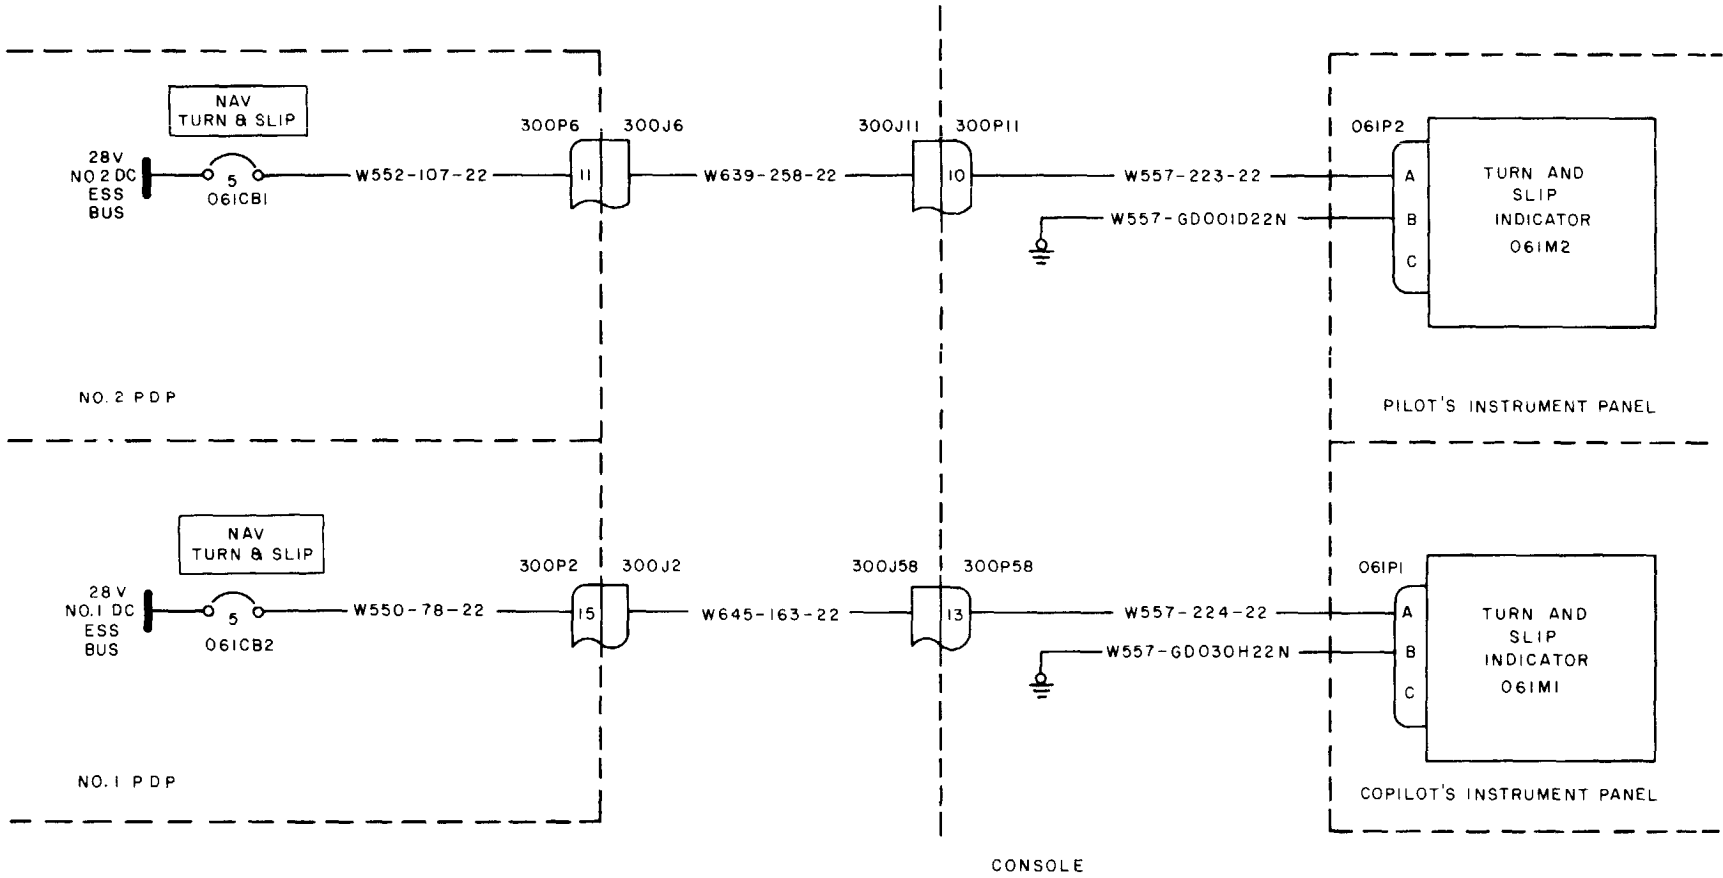 NAV
TURN & SLIP
28V
NO.2 DC
ESS
BUS
5
061CB1
W552-107-22
300P6
300J6
11
W639-258-22
300J11
300P11
10
W557-223-22
W557-GD001D22N
061P2
A
B
C
TURN AND
SLIP
INDICATOR
061M2
NO.2 PDP
PILOT'S INSTRUMENT PANEL
NAV
TURN & SLIP
28V
NO.1 DC
ESS
BUS
5
061CB2
W550-78-22
300P2
300J2
15
W645-163-22
300J58
300P58
13
W557-224-22
W557-GD030H22N
061P1
A
B
C
TURN AND
SLIP
INDICATOR
061M1
NO.1 PDP
COPILOT'S INSTRUMENT PANEL
CONSOLE